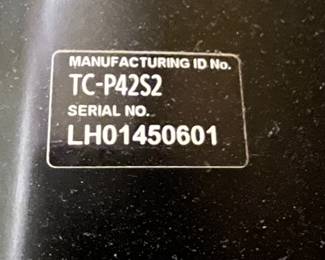 MANUFACTURING ID No.
TC-P42S2
SERIAL NO.
LH01450601